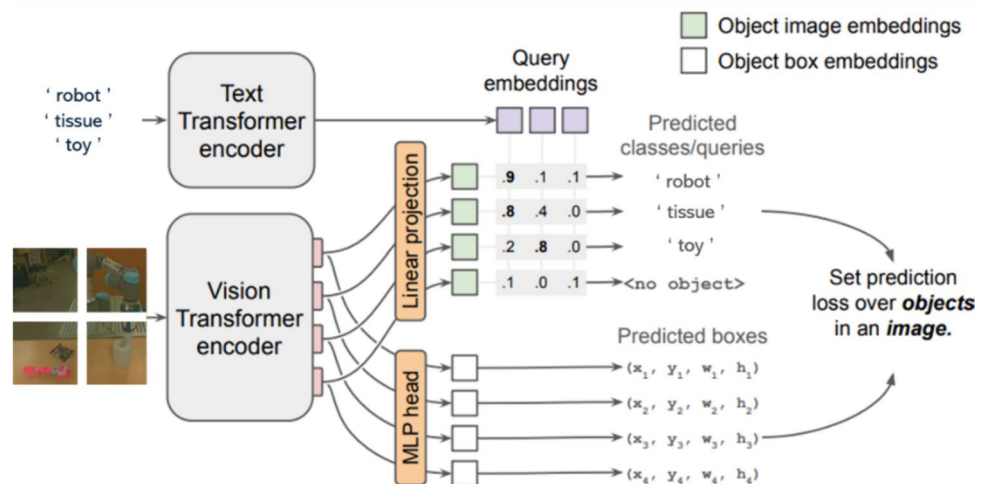 Object image embeddings
Object box embeddings
Query
embeddings
' robot '
' tissue '
' toy '
Text
Transformer
encoder
Predicted
classes/queries
Linear projection
.9 .1 .1
' robot '
.8 .4 .0
' tissue '
.2 .8 .0
' toy '
.1 .0 .1
<no object>
Vision
Transformer
encoder
Set prediction
loss over objects
in an image.
Predicted boxes
MLP head
(x₁, y₁, w₁, h₁)
(x₂, y₂, w₂, h₂)
(x₃, y₃, w₃, h₃)
(x₄, y₄, w₄, h₄)